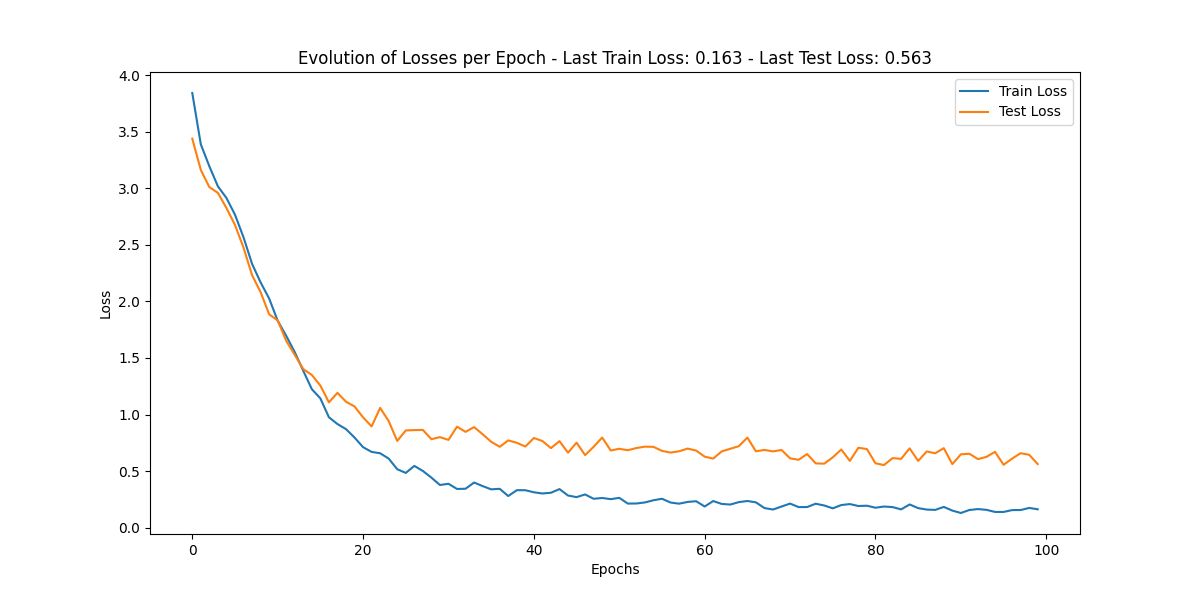 Evolution of Losses per Epoch - Last Train Loss: 0.163 - Last Test Loss: 0.563
Train Loss
Test Loss
4.0
3.5
3.0
2.5
2.0
1.5
1.0
0.5
0.0
Loss
0 20 40 60 80 100
Epochs